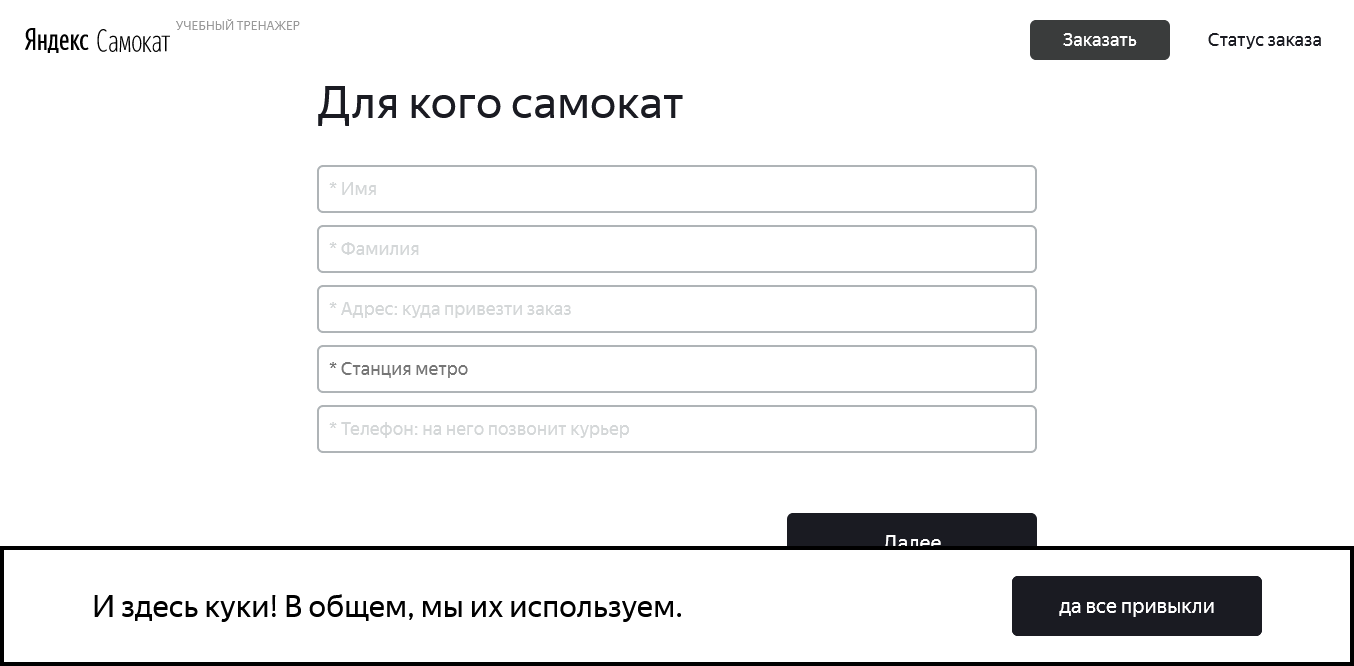 Яндекс Самокат
УЧЕБНЫЙ ТРЕНАЖЕР
Заказать
Статус заказа
Для кого самокат
* Имя
* Фамилия
* Адрес: куда привезти заказ
* Станция метро
* Телефон: на него позвонит курьер
Далее
И здесь куки! В общем, мы их используем.
да все привыкли